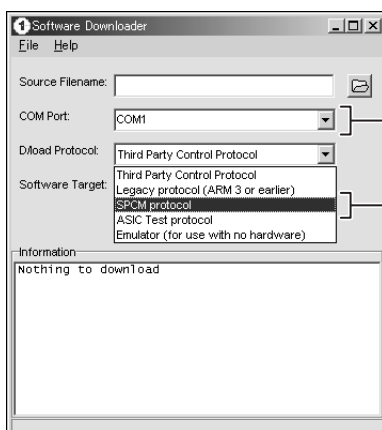 Software Downloader
File Help
Source Filename:
COM Port: COM1
D/load Protocol: Third Party Control Protocol
Third Party Control Protocol
Legacy protocol (ARM 3 or earlier)
Software Target:
SPCM protocol
ASIC Test protocol
Emulator (for use with no hardware)
Information
Nothing to download